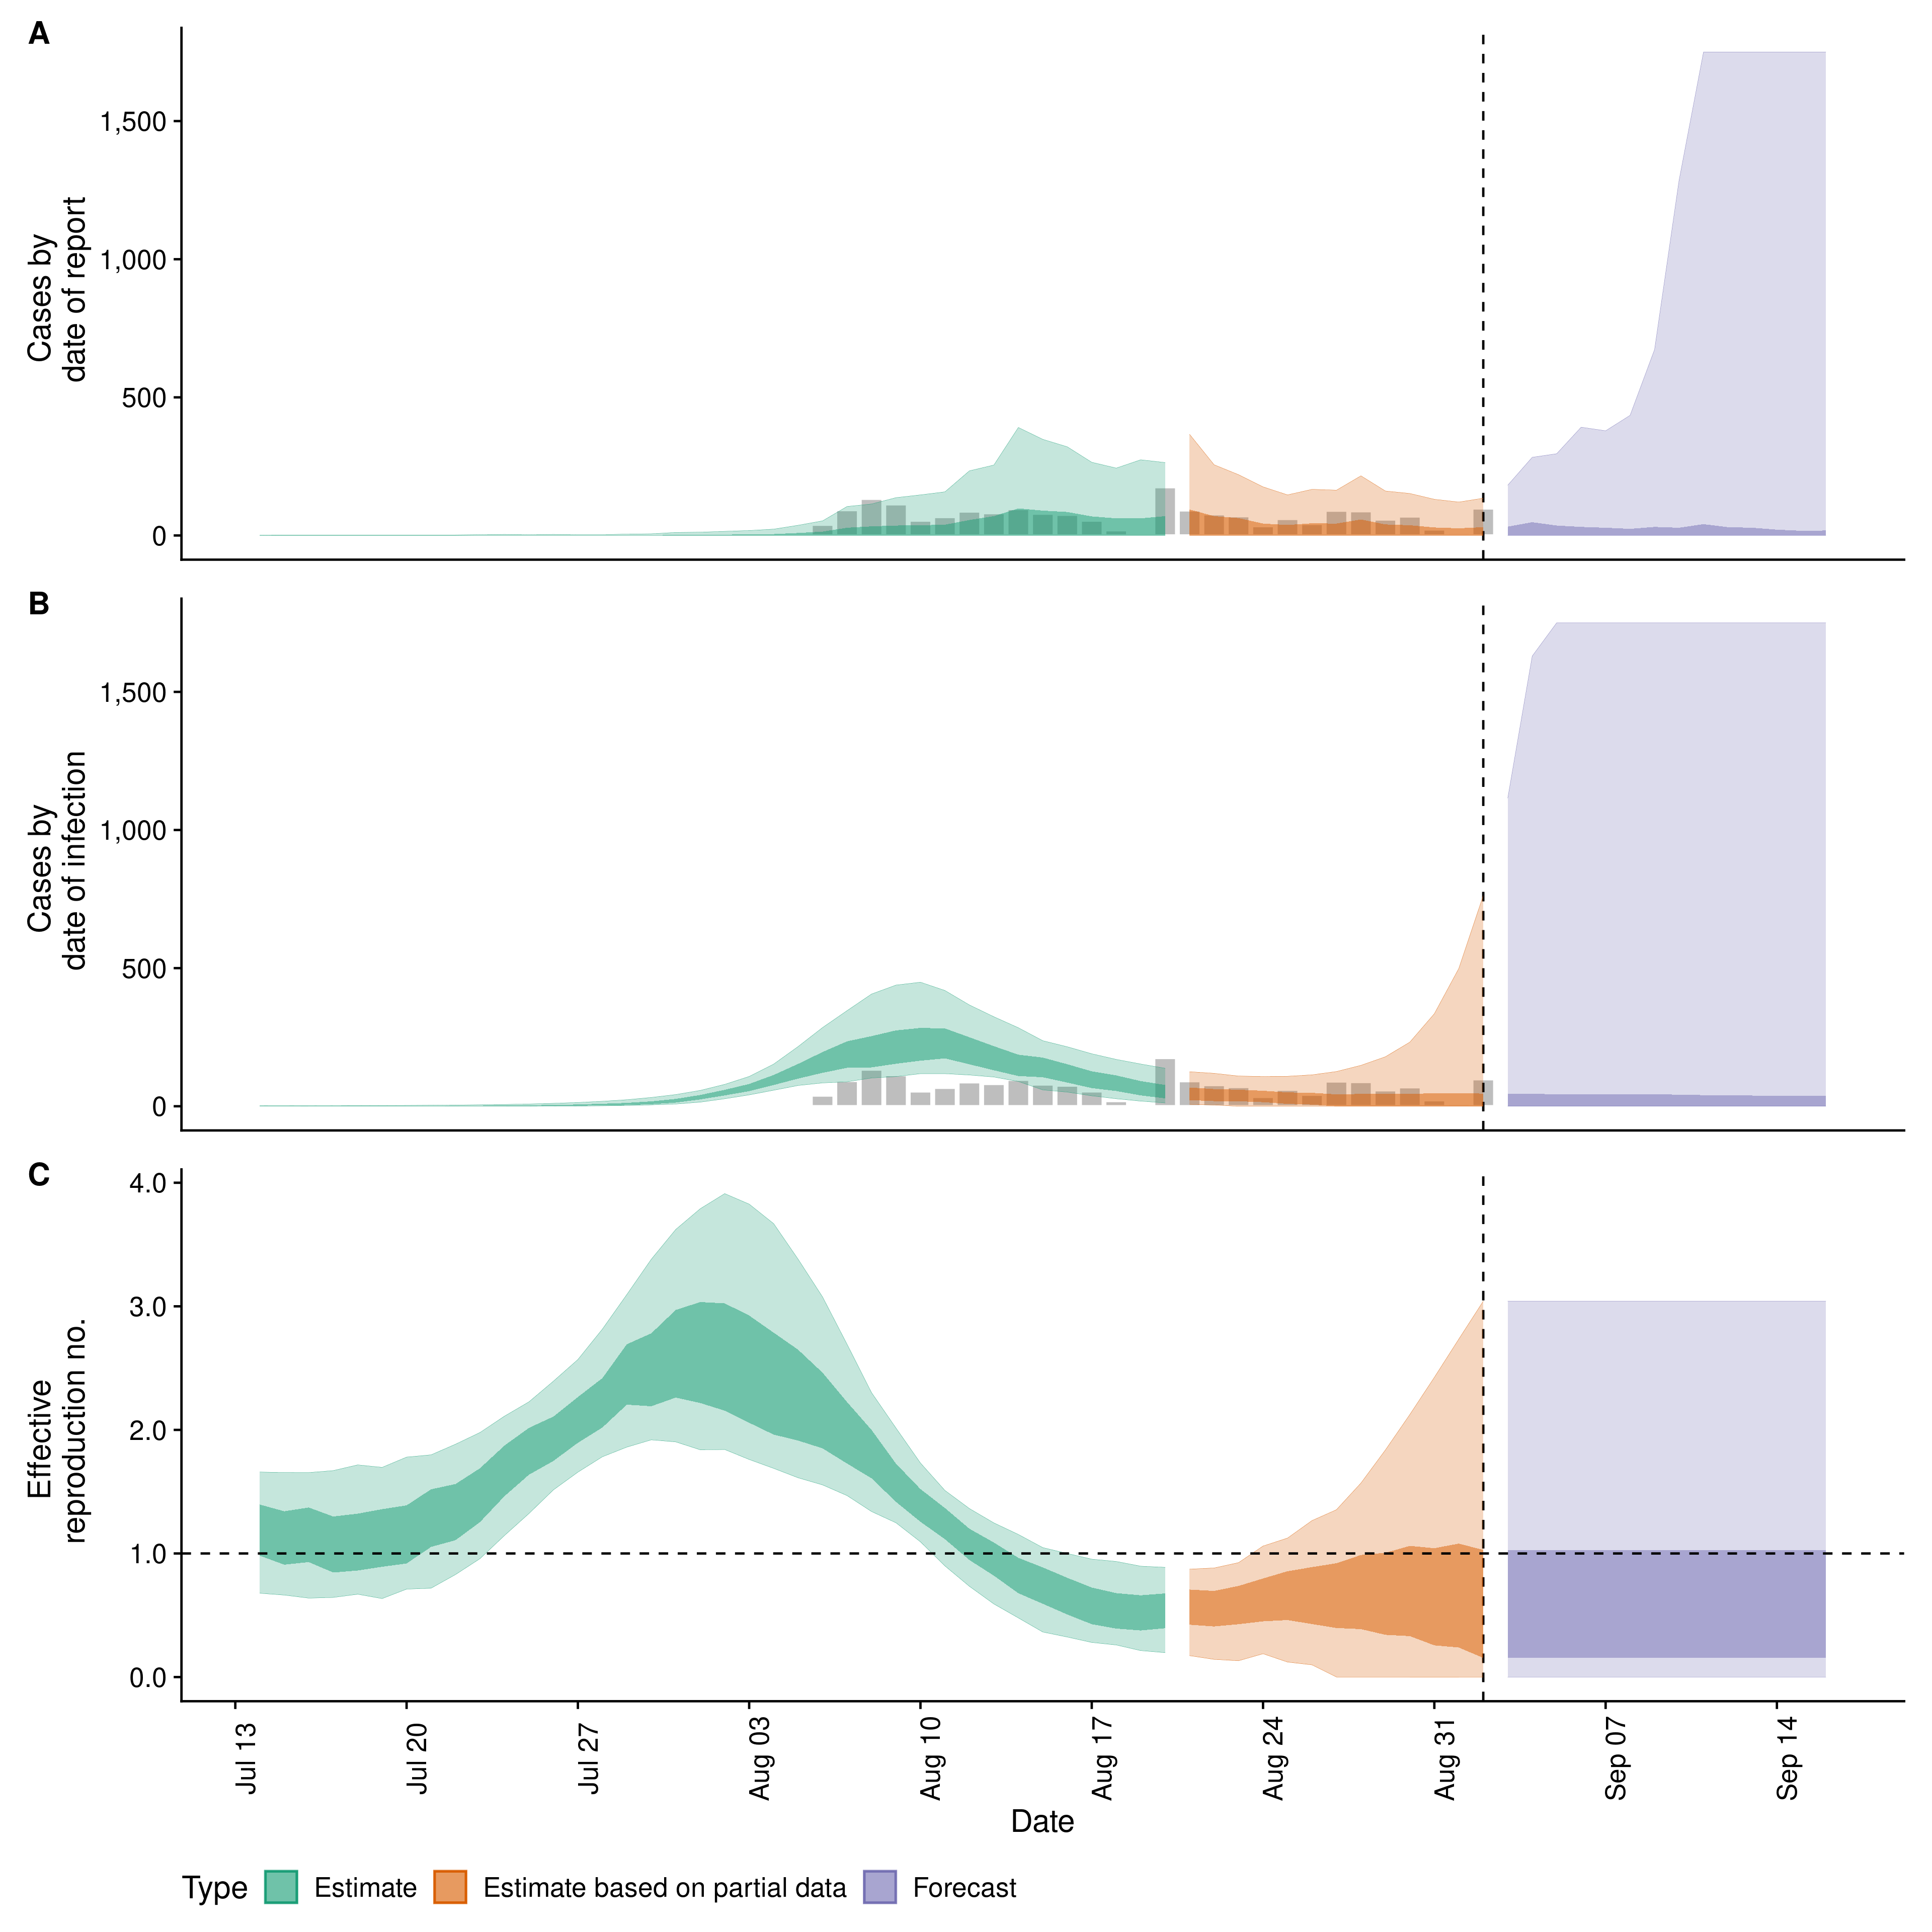 A
Cases by
date of report
1,500
1,000
500
0
B
Cases by
date of infection
1,500
1,000
500
0
C
Effective
reproduction no.
4.0
3.0
2.0
1.0
0.0
Jul 13
Jul 20
Jul 27
Aug 03
Aug 10
Aug 17
Aug 24
Aug 31
Sep 07
Sep 14
Date
Type Estimate Estimate based on partial data Forecast